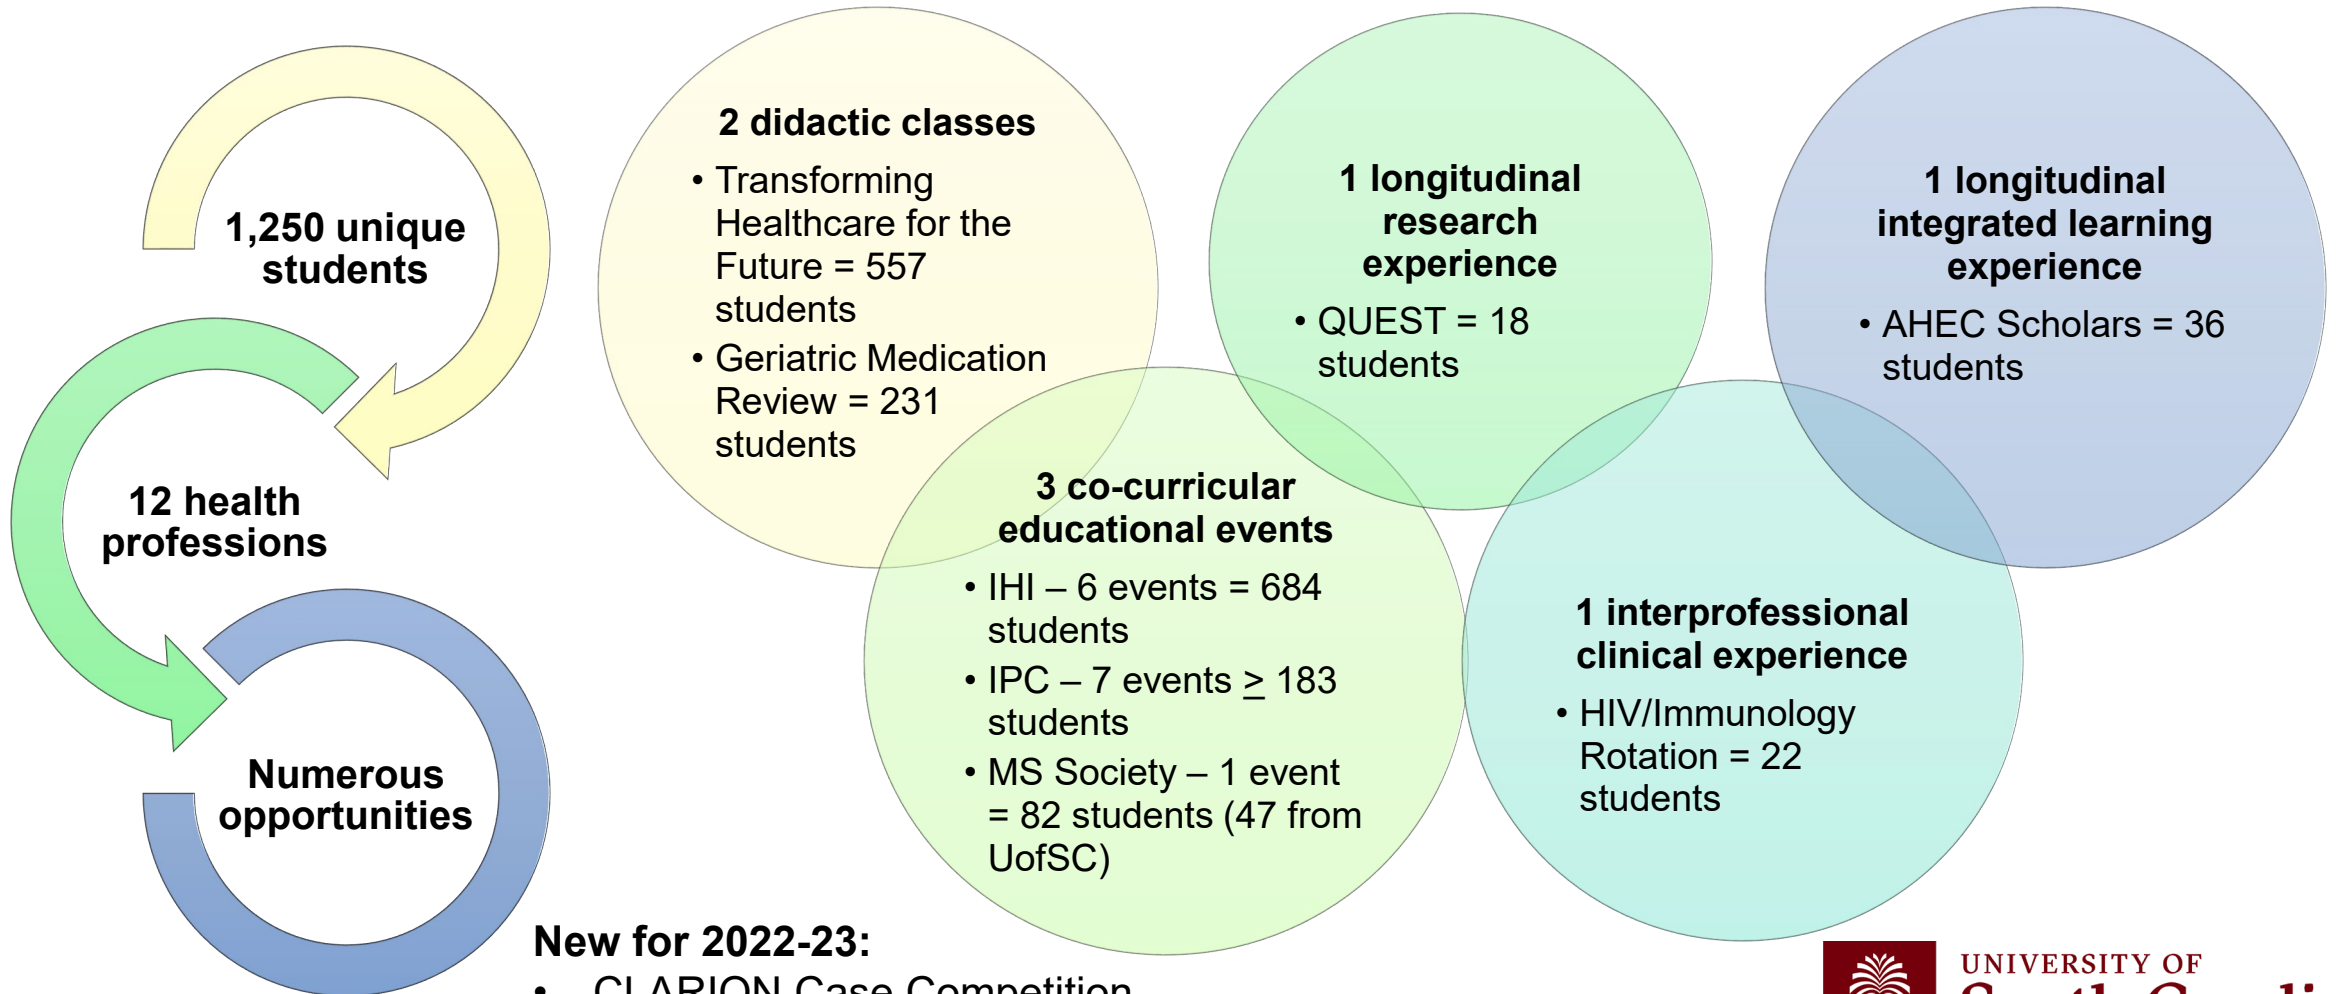 1,250 unique
students
12 health
professions
Numerous
opportunities
2 didactic classes
• Transforming
Healthcare for the
Future = 557
students
• Geriatric Medication
Review = 231
students
1 longitudinal
research
experience
• QUEST = 18
students
1 longitudinal
integrated learning
experience
• AHEC Scholars = 36
students
3 co-curricular
educational events
• IHI – 6 events = 684
students
• IPC – 7 events ≥ 183
students
• MS Society – 1 event
= 82 students (47 from
UofSC)
1 interprofessional
clinical experience
• HIV/Immunology
Rotation = 22
students
New for 2022-23:
• CLARION Case Competition
UNIVERSITY OF